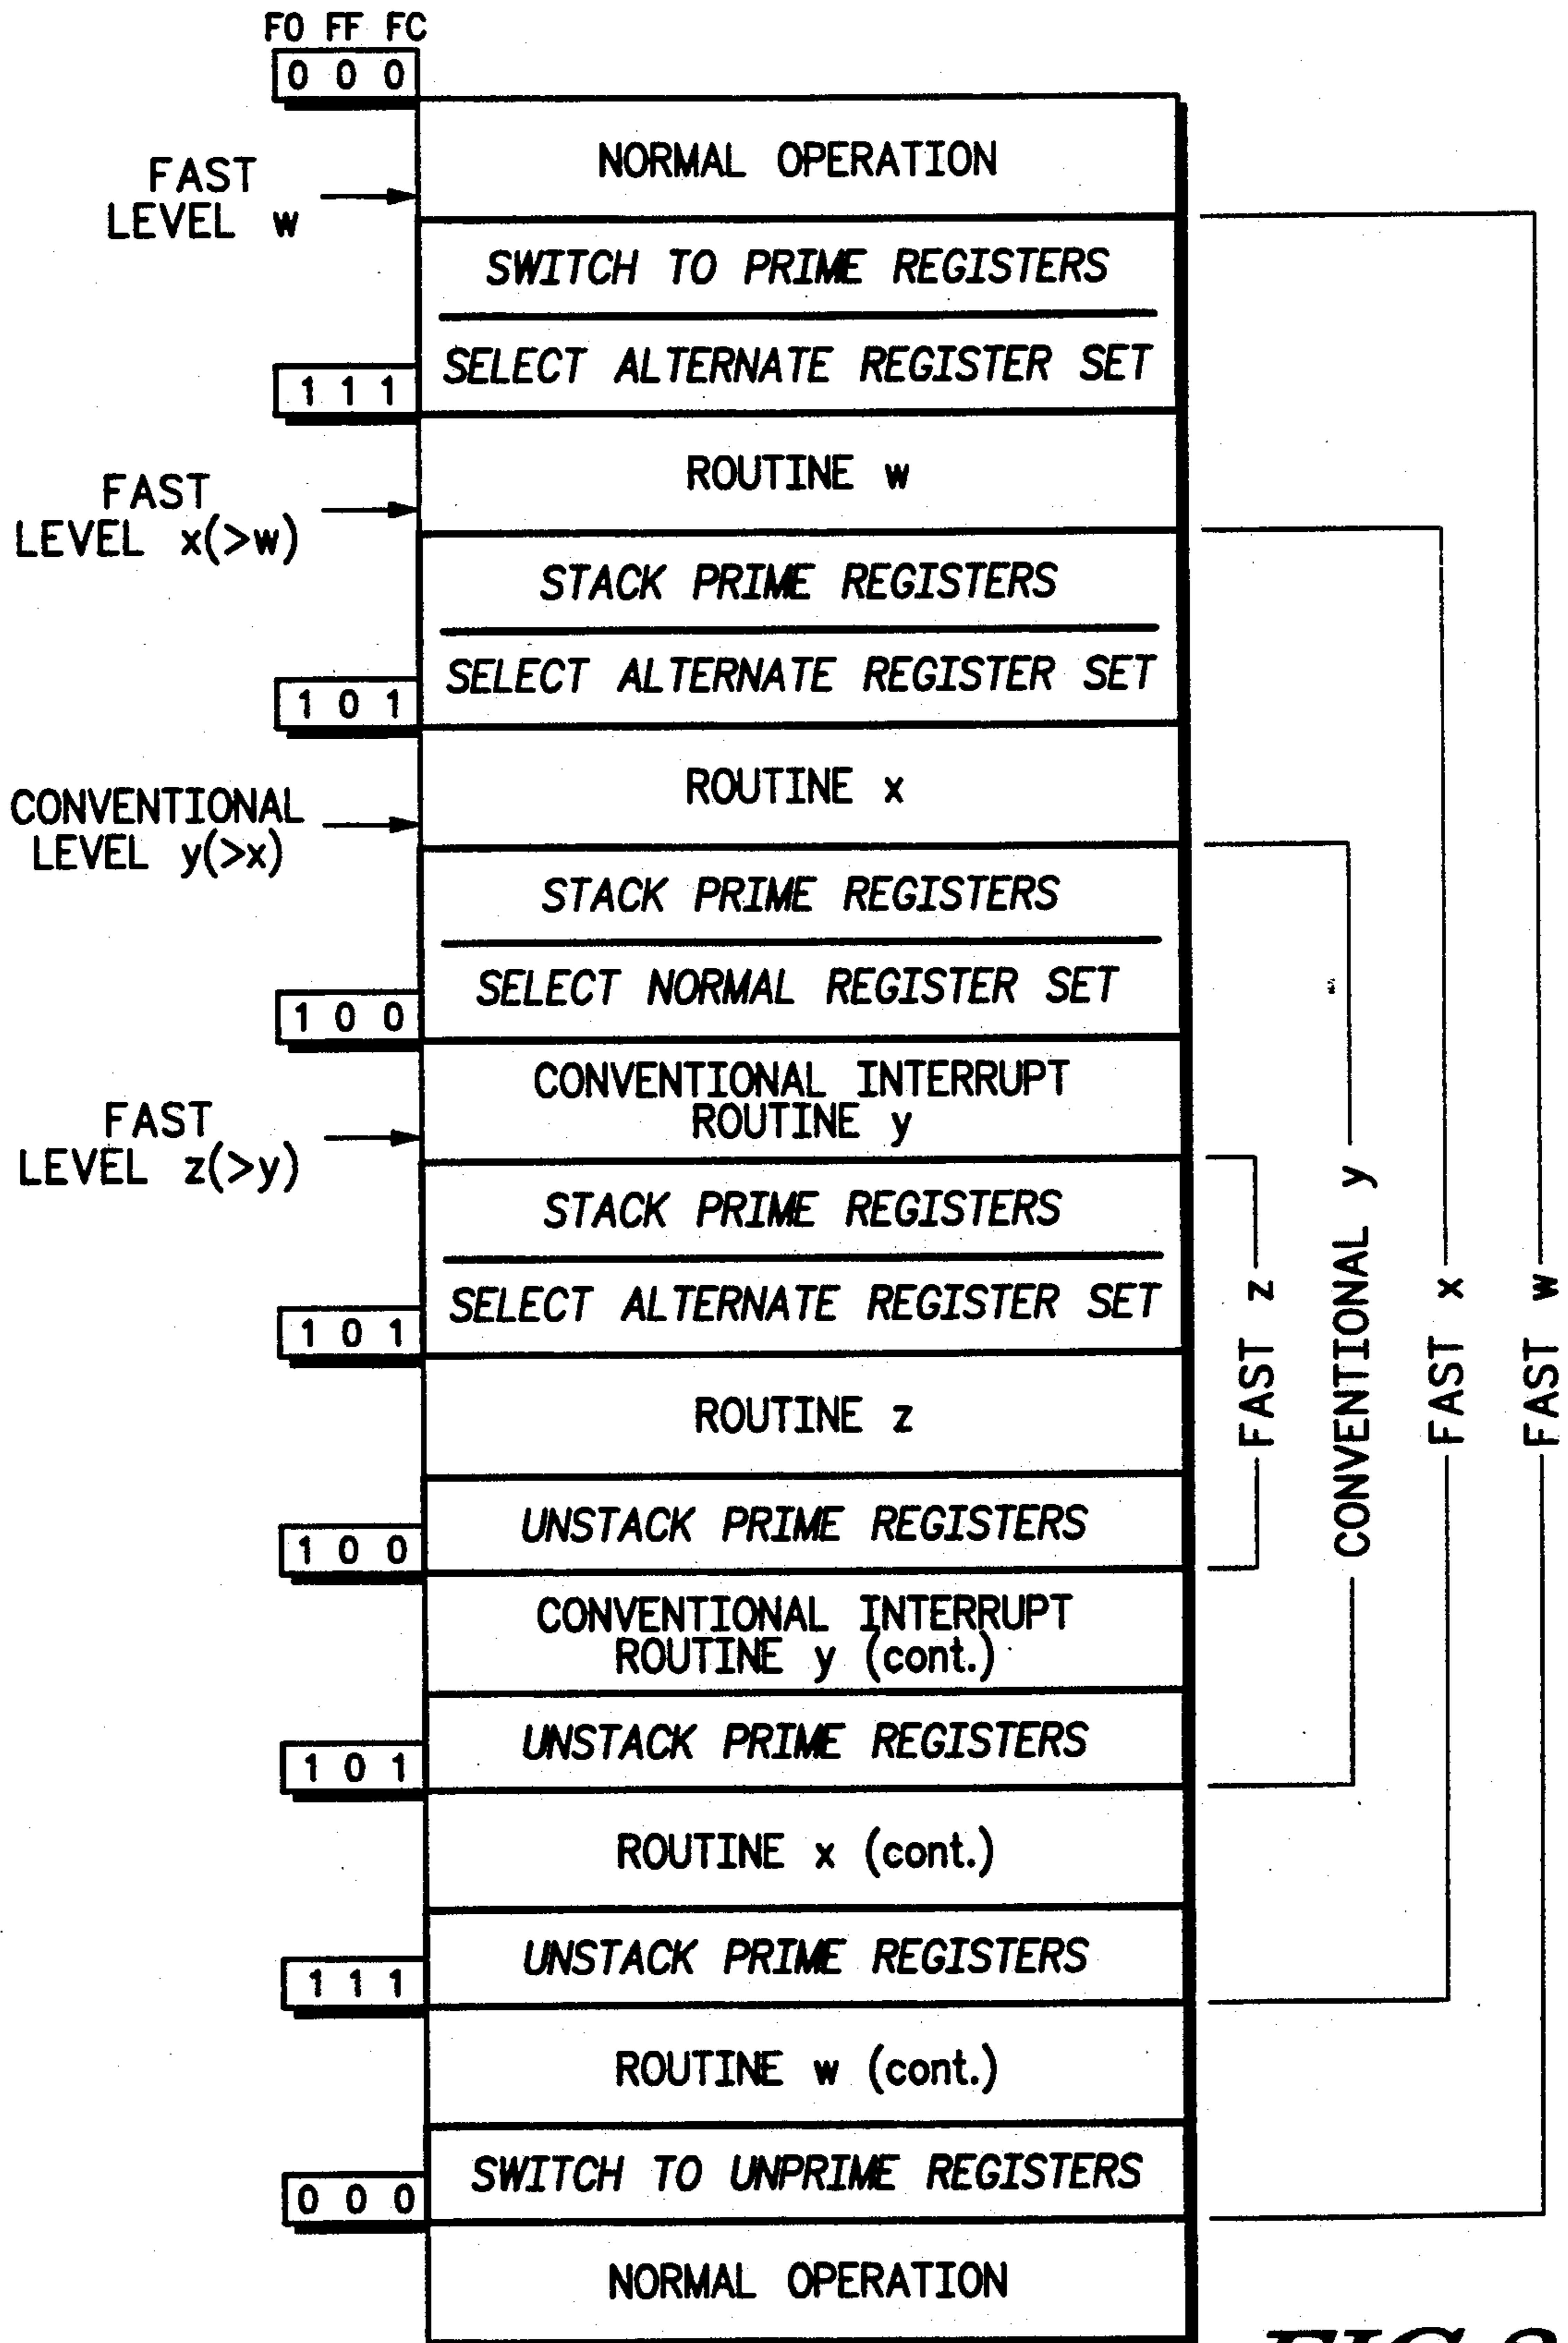 FO FF FC
0 0 0
NORMAL OPERATION
FAST
LEVEL w
SWITCH TO PRIME REGISTERS
SELECT ALTERNATE REGISTER SET
1 1 1
ROUTINE w
FAST
LEVEL x(>w)
STACK PRIME REGISTERS
SELECT ALTERNATE REGISTER SET
1 0 1
ROUTINE x
CONVENTIONAL
LEVEL y(>x)
STACK PRIME REGISTERS
SELECT NORMAL REGISTER SET
1 0 0
CONVENTIONAL INTERRUPT
ROUTINE y
FAST
LEVEL z(>y)
STACK PRIME REGISTERS
SELECT ALTERNATE REGISTER SET
1 0 1
ROUTINE z
UNSTACK PRIME REGISTERS
1 0 0
CONVENTIONAL INTERRUPT
ROUTINE y (cont.)
UNSTACK PRIME REGISTERS
1 0 1
ROUTINE x (cont.)
UNSTACK PRIME REGISTERS
1 1 1
ROUTINE w (cont.)
SWITCH TO UNPRIME REGISTERS
0 0 0
NORMAL OPERATION
FAST z
CONVENTIONAL y
FAST x
FAST w